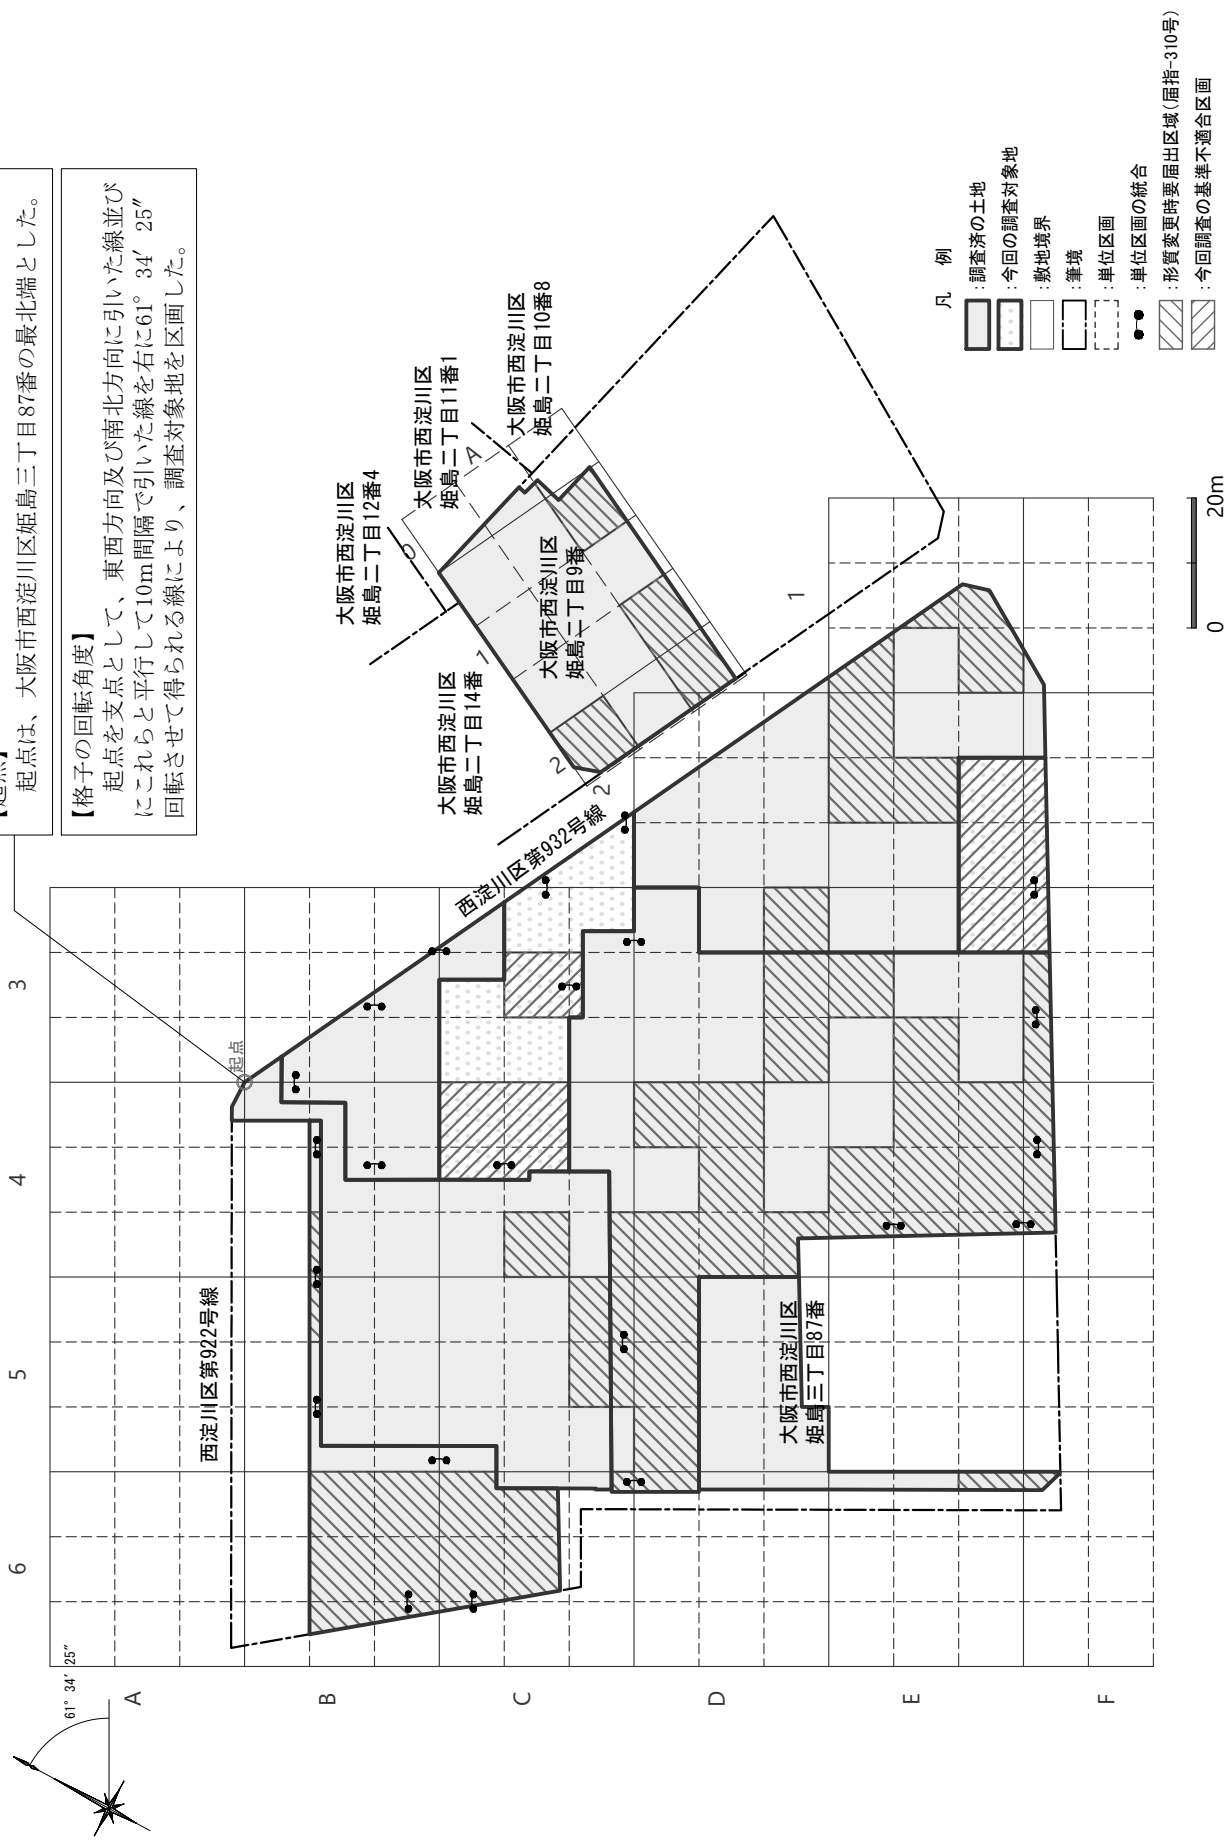 【起点】
起点は、大阪市西淀川区姫島三丁目87番の最北端とした。
【格子の回転角度】
起点を支点として、東西方向及び南北方向に引いた線並び
にこれらと平行して10m間隔で引いた線を右に61°34′25″
回転させて得られる線により、調査対象地を区画した。
61°34′25″
6
5
4
3
A
B
C
D
E
F
起点
西淀川区第922号線
西淀川区第932号線
大阪市西淀川区
姫島三丁目87番
大阪市西淀川区
姫島二丁目14番
大阪市西淀川区
姫島二丁目12番4
大阪市西淀川区
姫島二丁目11番1
大阪市西淀川区
姫島二丁目10番8
大阪市西淀川区
姫島二丁目9番
2
1
0
A
2
1
凡 例
:調査済の土地
:今回の調査対象地
:敷地境界
:筆境
:単位区画
:単位区画の統合
:形質変更時要届出区域(届指-310号)
:今回調査の基準不適合区画
0
20m